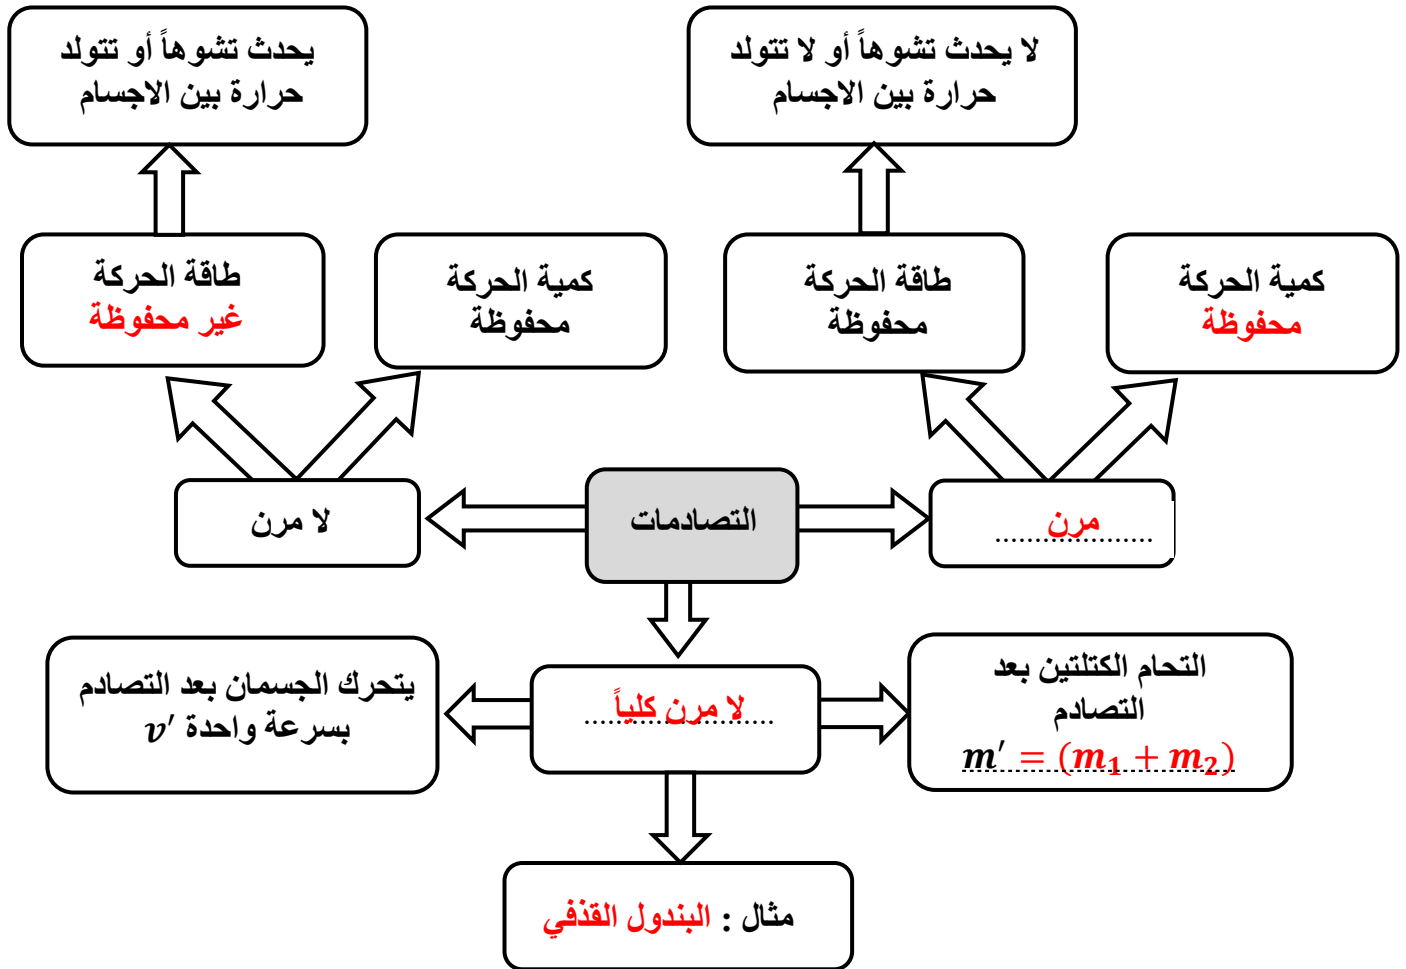 لا يحدث تشوهاً أو لا تتولد
حرارة بين الاجسام
يحدث تشوهاً أو تتولد
حرارة بين الاجسام
كمية الحركة
محفوظة
طاقة الحركة
محفوظة
كمية الحركة
محفوظة
طاقة الحركة
غير محفوظة
مرن
....................
التصادمات
لا مرن
التحام الكتلتين بعد
التصادم
m′ = (m₁ + m₂)
لا مرن كلياً
........................
يتحرك الجسمان بعد التصادم
بسرعة واحدة v′
مثال : البندول القذفي